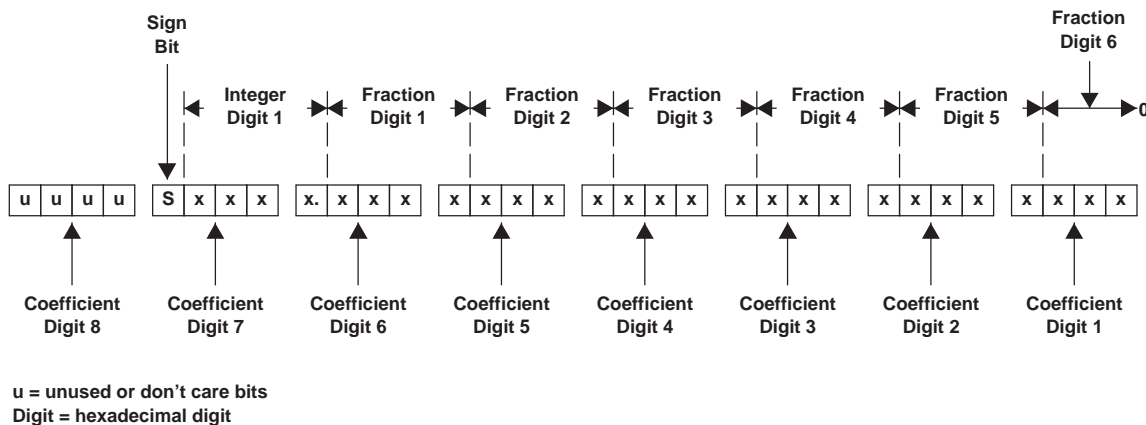 Sign
Bit
Fraction
Digit 6
Integer
Digit 1
Fraction
Digit 1
Fraction
Digit 2
Fraction
Digit 3
Fraction
Digit 4
Fraction
Digit 5
0
u u u u S x x x x. x x x x x x x x x x x x x x x x x x x x x x x
Coefficient
Digit 8
Coefficient
Digit 7
Coefficient
Digit 6
Coefficient
Digit 5
Coefficient
Digit 4
Coefficient
Digit 3
Coefficient
Digit 2
Coefficient
Digit 1
u = unused or don’t care bits
Digit = hexadecimal digit